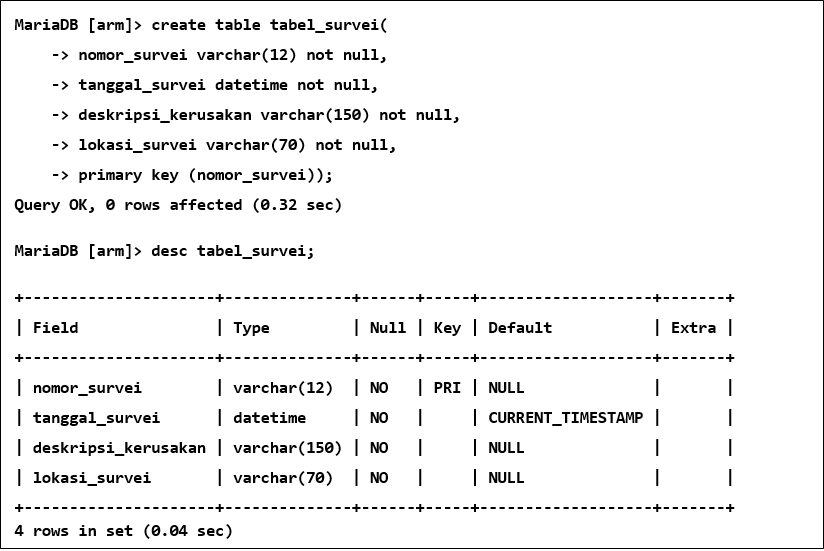 MariaDB [arm]> create table tabel_survei(
    -> nomor_survei varchar(12) not null,
    -> tanggal_survei datetime not null,
    -> deskripsi_kerusakan varchar(150) not null,
    -> lokasi_survei varchar(70) not null,
    -> primary key (nomor_survei));
Query OK, 0 rows affected (0.32 sec)
MariaDB [arm]> desc tabel_survei;
+---------------------+--------------+------+-----+-------------------+-------+
| Field               | Type         | Null | Key | Default           | Extra |
+---------------------+--------------+------+-----+-------------------+-------+
| nomor_survei        | varchar(12)  | NO   | PRI | NULL              |       |
| tanggal_survei      | datetime     | NO   |     | CURRENT_TIMESTAMP |       |
| deskripsi_kerusakan | varchar(150) | NO   |     | NULL              |       |
| lokasi_survei       | varchar(70)  | NO   |     | NULL              |       |
+---------------------+--------------+------+-----+-------------------+-------+
4 rows in set (0.04 sec)